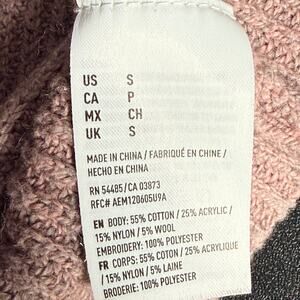 US S
CA P
MX CH
UK S
MADE IN CHINA / FABRIQUÉ EN CHINE /
HECHO EN CHINA
RN 54485/CA 03873
RFC# AEM120605U9A
EN BODY: 55% COTTON / 25% ACRYLIC /
15% NYLON / 5% WOOL
EMBROIDERY: 100% POLYESTER
FR CORPS: 55% COTON / 25% ACRYLIQUE
/ 15% NYLON / 5% LAINE
BRODERIE: 100% POLYESTER